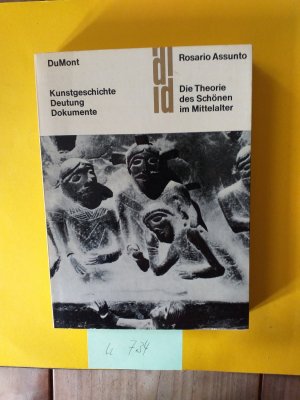 DuMont
Kunstgeschichte
Deutung
Dokumente
Rosario Assunto
Die Theorie
des Schönen
im Mittelalter